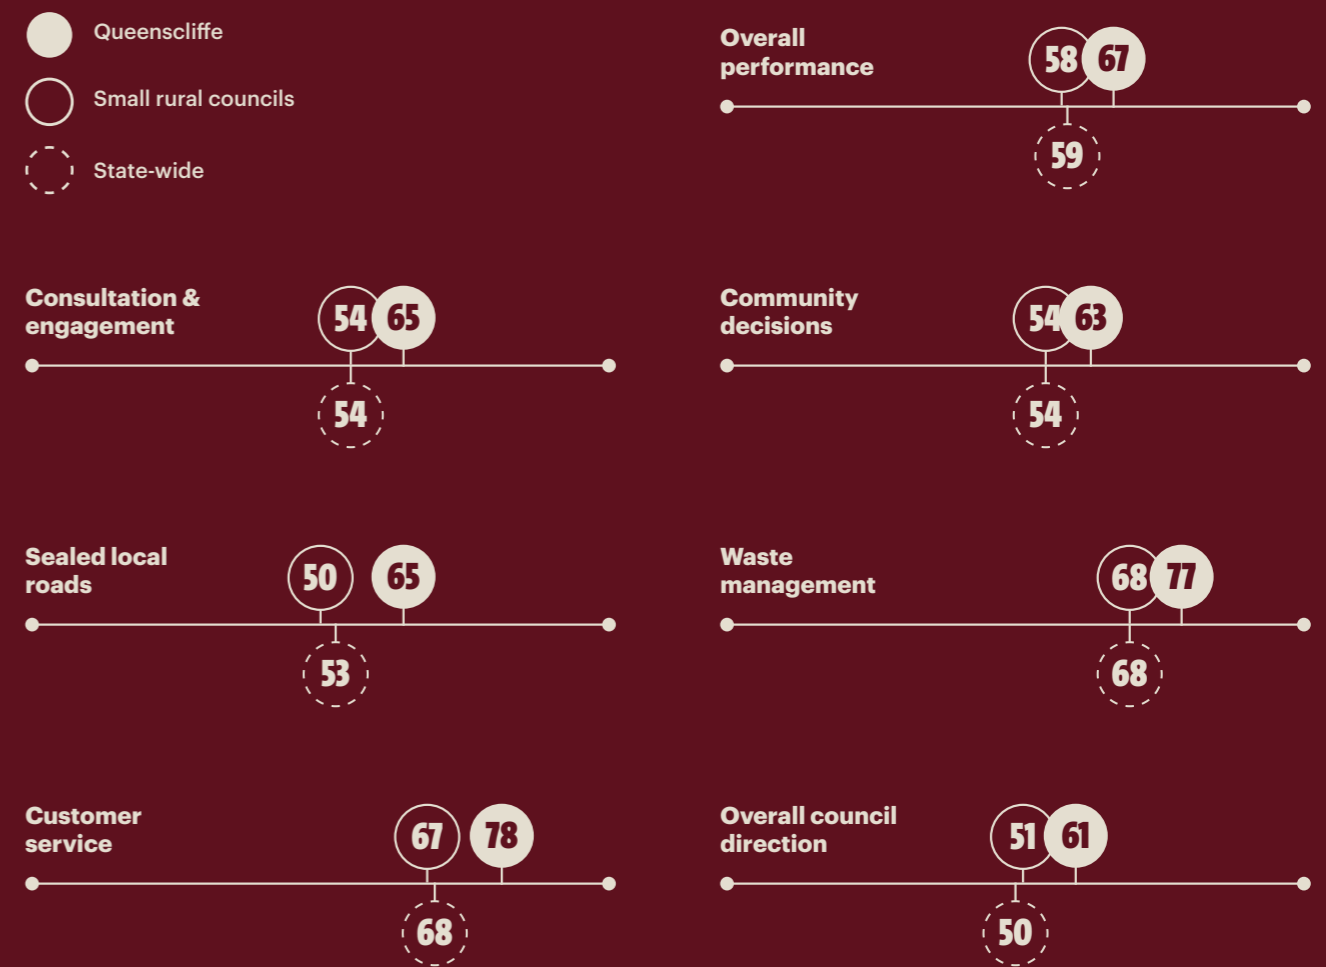 Queenscliffe
Small rural councils
State-wide
Overall
performance
58 67
59
Consultation &
engagement
54 65
54
Community
decisions
54 63
54
Sealed local
roads
50 65
53
Waste
management
68 77
68
Customer
service
67 78
68
Overall council
direction
51 61
50